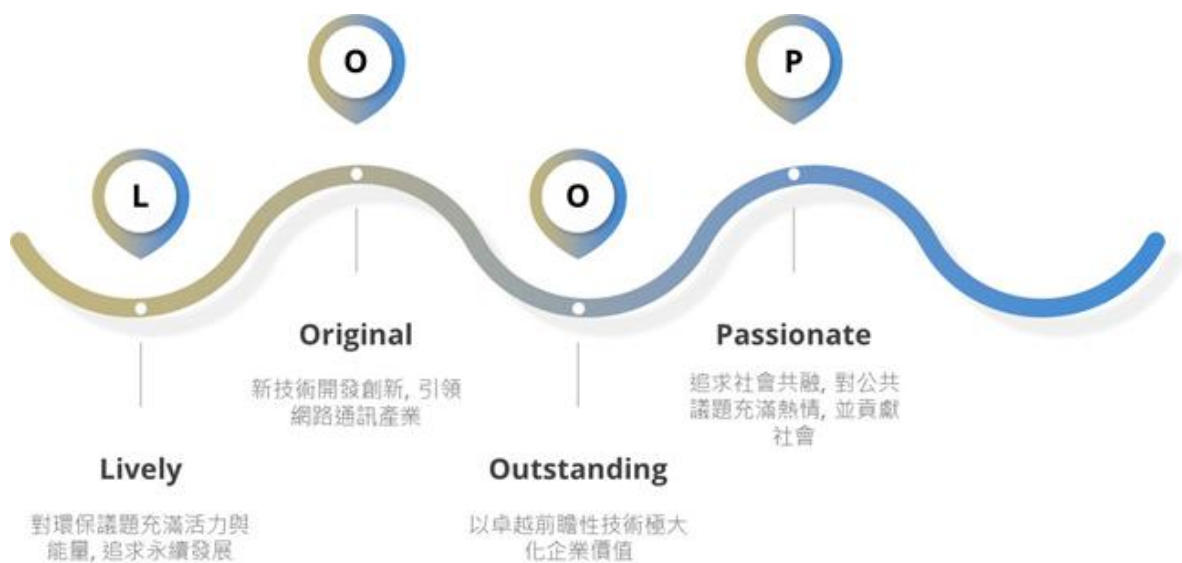 L
Lively
對環保議題充滿活力與
能量, 追求永續發展
O
Original
新技術開發創新, 引領
網路通訊產業
O
Outstanding
以卓越前瞻性技術極大
化企業價值
P
Passionate
追求社會共融, 對公共
議題充滿熱情, 並貢獻
社會